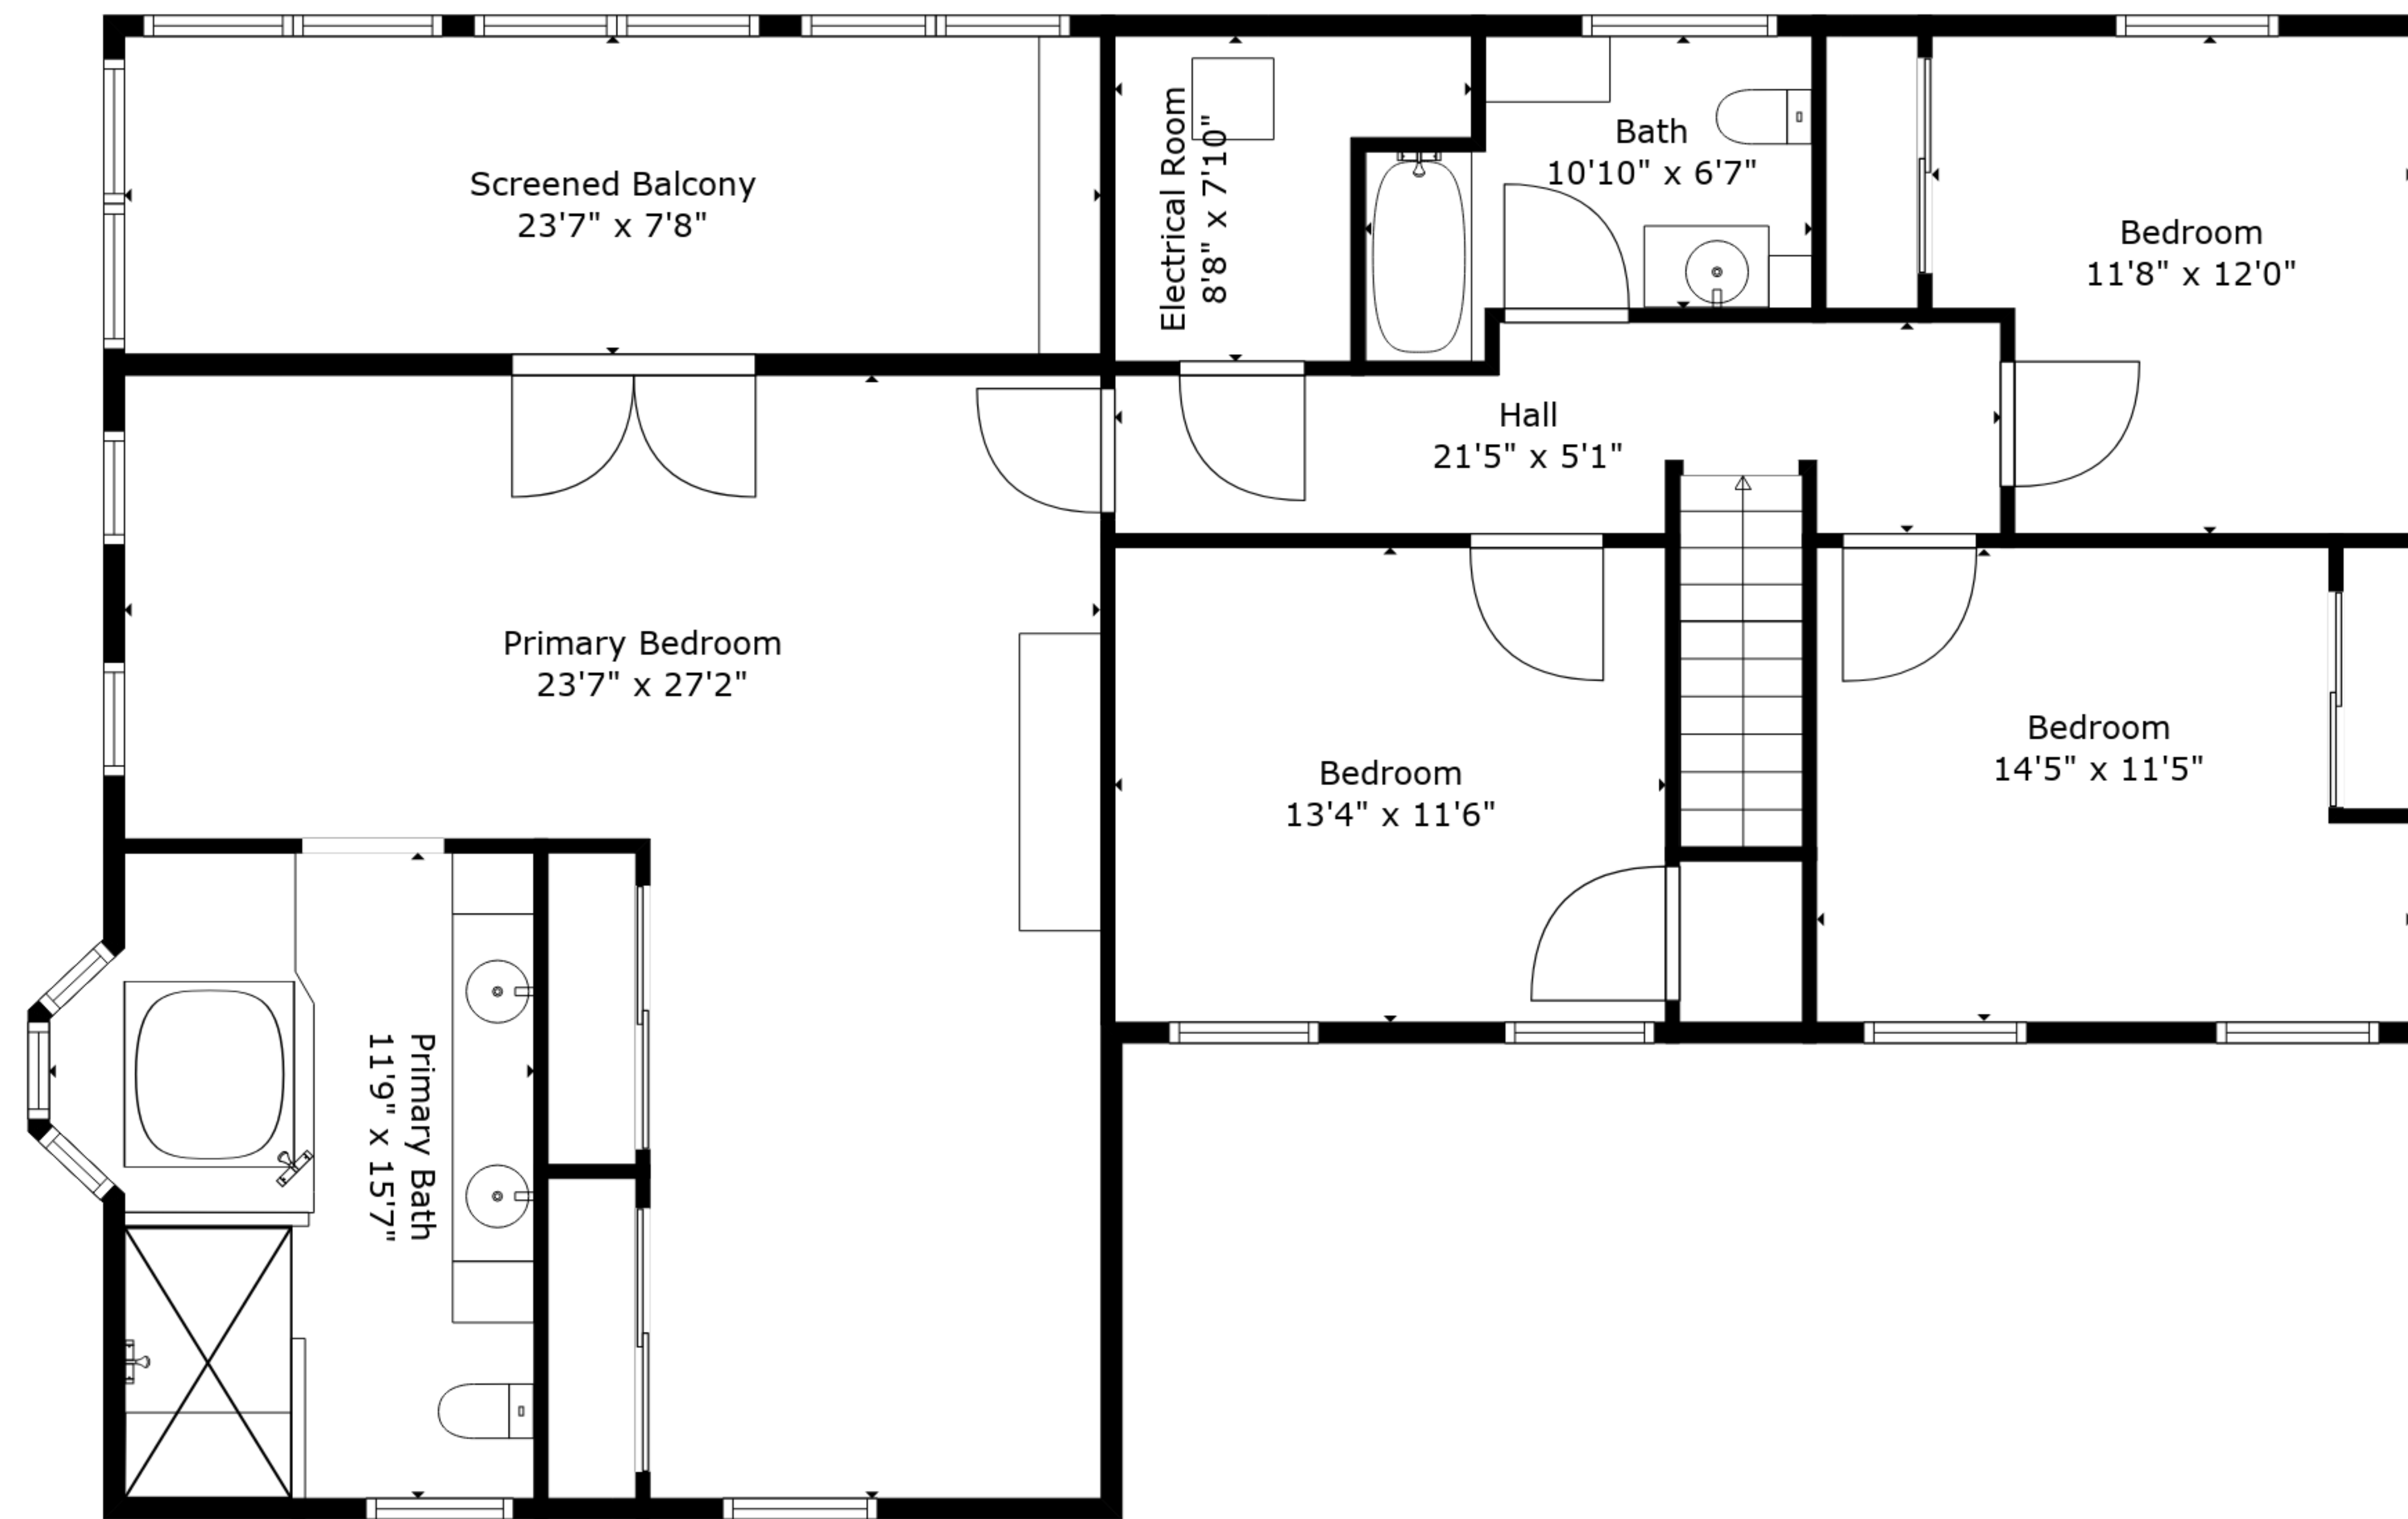 Screened Balcony
23'7" x 7'8"
Electrical Room
8'8" x 7'10"
Bath
10'10" x 6'7"
Bedroom
11'8" x 12'0"
Hall
21'5" x 5'1"
Primary Bedroom
23'7" x 27'2"
Bedroom
13'4" x 11'6"
Bedroom
14'5" x 11'5"
Primary Bath
11'9" x 15'7"